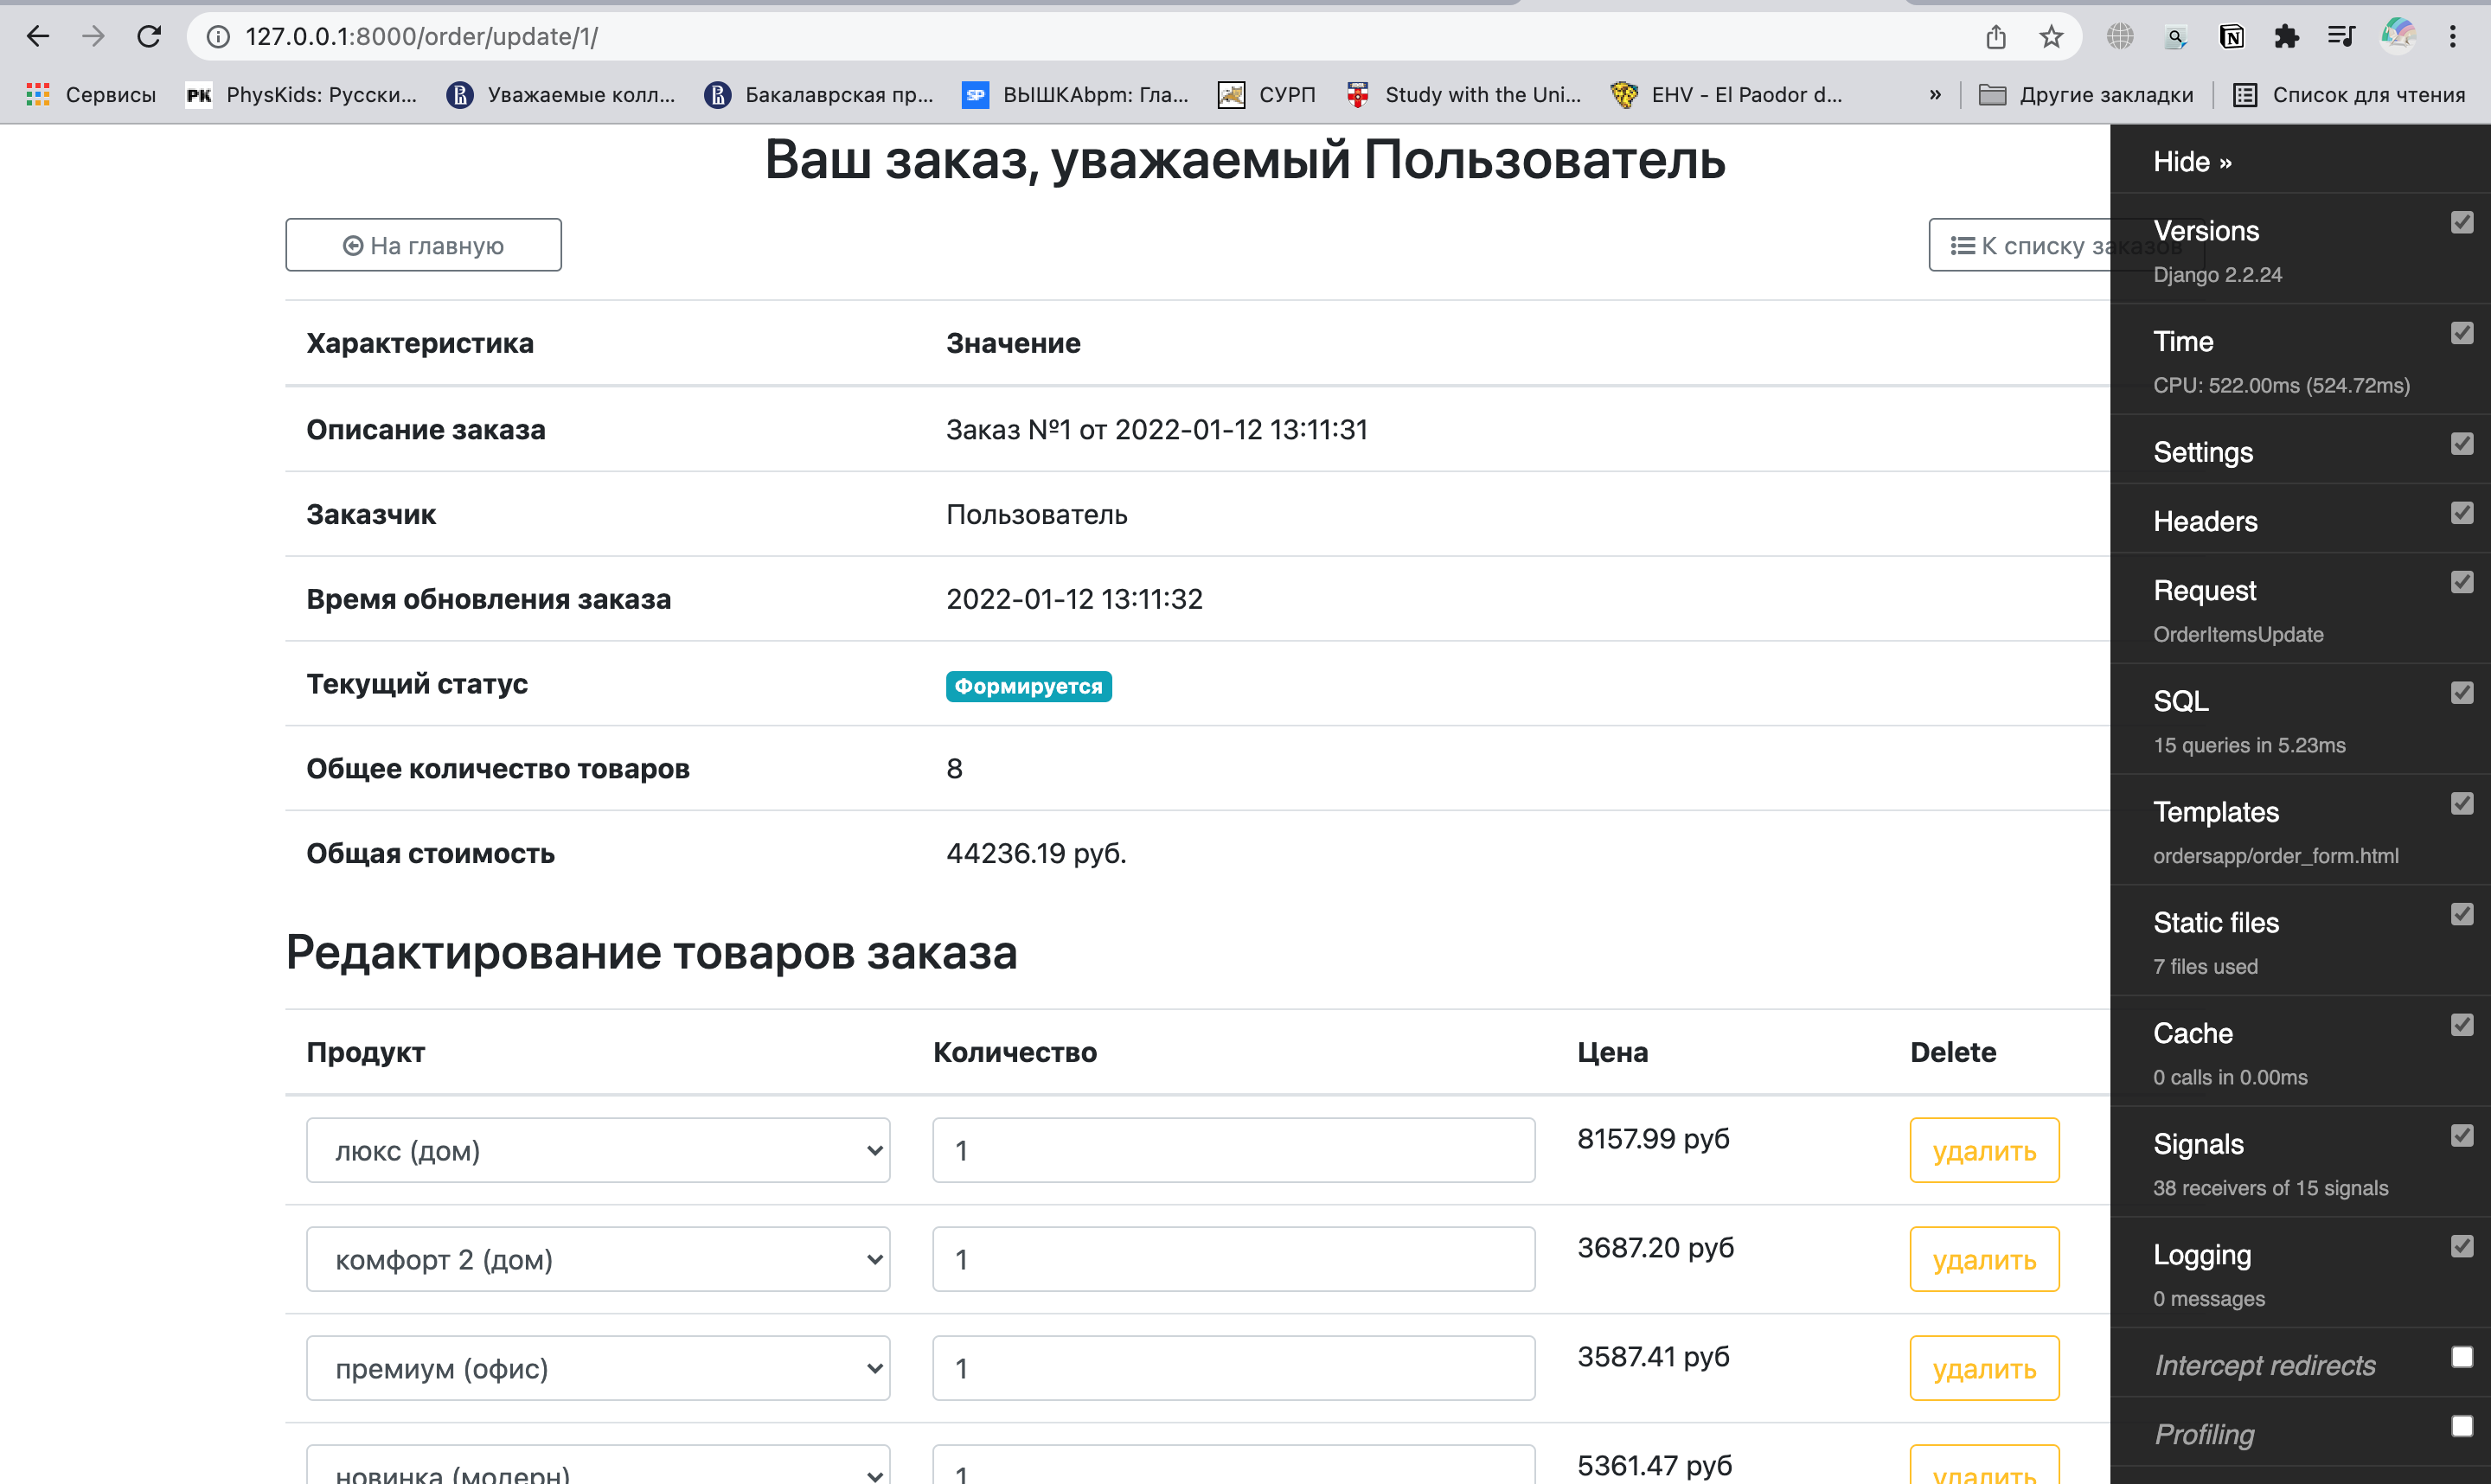 127.0.0.1:8000/order/update/1/
Сервисы
PK PhysKids: Русски...
Уважаемые колл...
Бакалаврская пр...
SP ВЫШКАbpm: Гла...
СУРП
Study with the Uni...
EHV - El Paodor d...
»
Другие закладки
Список для чтения
Ваш заказ, уважаемый Пользователь
На главную
К списку заказов
Характеристика Значение
Описание заказа Заказ №1 от 2022-01-12 13:11:31
Заказчик Пользователь
Время обновления заказа 2022-01-12 13:11:32
Текущий статус Формируется
Общее количество товаров 8
Общая стоимость 44236.19 руб.
Редактирование товаров заказа
Продукт Количество Цена Delete
люкс (дом) 1 8157.99 руб удалить
комфорт 2 (дом) 1 3687.20 руб удалить
премиум (офис) 1 3587.41 руб удалить
новинка (модерн) 1 5361.47 руб удалить
Hide »
Versions
Django 2.2.24
Time
CPU: 522.00ms (524.72ms)
Settings
Headers
Request
OrderItemsUpdate
SQL
15 queries in 5.23ms
Templates
ordersapp/order_form.html
Static files
7 files used
Cache
0 calls in 0.00ms
Signals
38 receivers of 15 signals
Logging
0 messages
Intercept redirects
Profiling